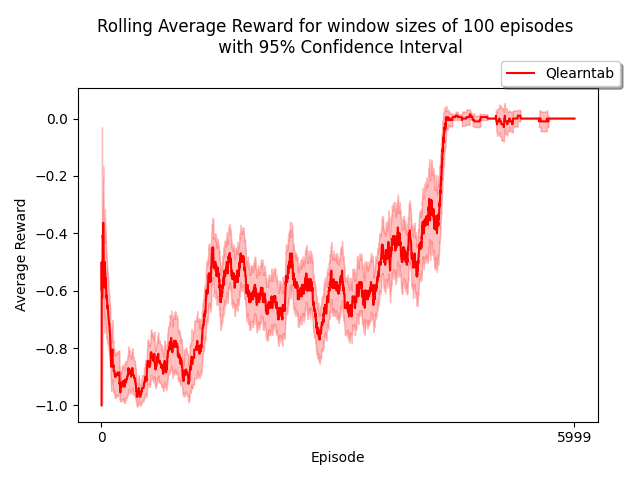 Rolling Average Reward for window sizes of 100 episodes
with 95% Confidence Interval
Qlearntab
0.0
−0.2
−0.4
−0.6
−0.8
−1.0
Average Reward
0 5999
Episode